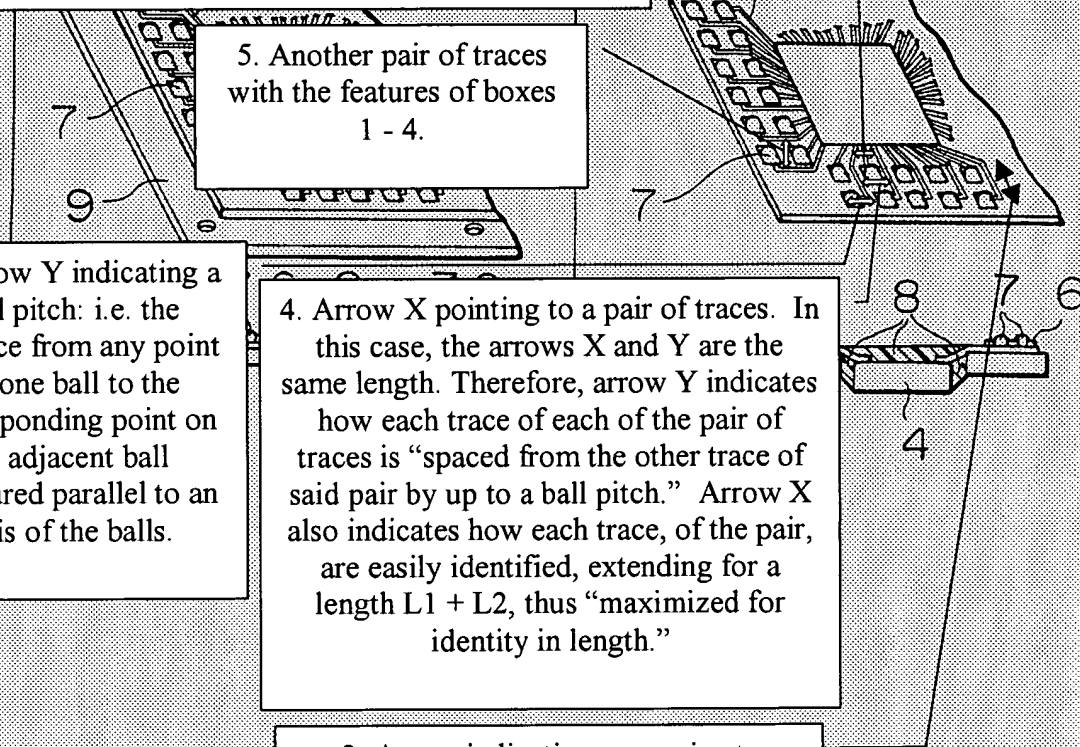 5. Another pair of traces
with the features of boxes
1 - 4.
7
9
7
ow Y indicating a
pitch: i.e. the
ce from any point
one ball to the
ponding point on
adjacent ball
ured parallel to an
is of the balls.
4. Arrow X pointing to a pair of traces. In
this case, the arrows X and Y are the
same length. Therefore, arrow Y indicates
how each trace of each of the pair of
traces is “spaced from the other trace of
said pair by up to a ball pitch.” Arrow X
also indicates how each trace, of the pair,
are easily identified, extending for a
length L1 + L2, thus “maximized for
identity in length.”
8
7
6
4